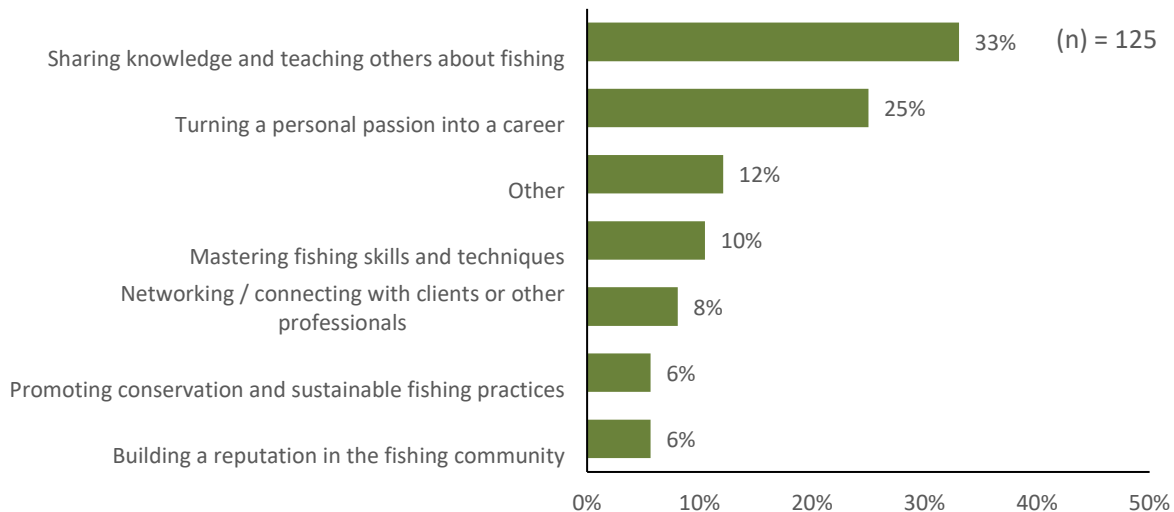 Sharing knowledge and teaching others about fishing 33% (n) = 125
Turning a personal passion into a career 25%
Other 12%
Mastering fishing skills and techniques 10%
Networking / connecting with clients or other
professionals 8%
Promoting conservation and sustainable fishing practices 6%
Building a reputation in the fishing community 6%
0% 10% 20% 30% 40% 50%